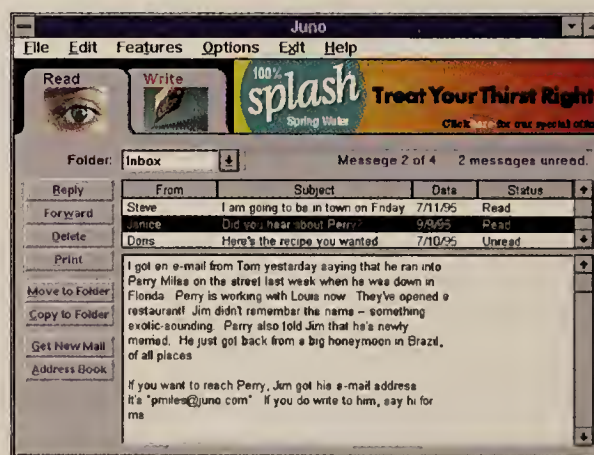 Juno
File Edit Features Options Exit Help
Read Write
100%
splash
Spring Water
Treat Your Thirst Right
Click here for our special offer
Folder: Inbox Message 2 of 4 2 messages unread.
Reply
Forward
Delete
Print
Move to Folder
Copy to Folder
Get New Mail
Address Book
From Subject Date Status
Steve I am going to be in town on Friday 7/11/95 Read
Janice Did you hear about Perry? 9/9/95 Read
Doris Here's the recipe you wanted 7/10/95 Unread
I got an e-mail from Tom yesterday saying that he ran into
Perry Miles on the street last week when he was down in
Florida Perry is working with Louis now They've opened a
restaurant! Jim didn't remember the name – something
exotic-sounding. Perry also told Jim that he's newly
married. He just got back from a big honeymoon in Brazil,
of all places
If you want to reach Perry, Jim got his e-mail address
It's "pmiles@juno com" If you do write to him, say hi for
me